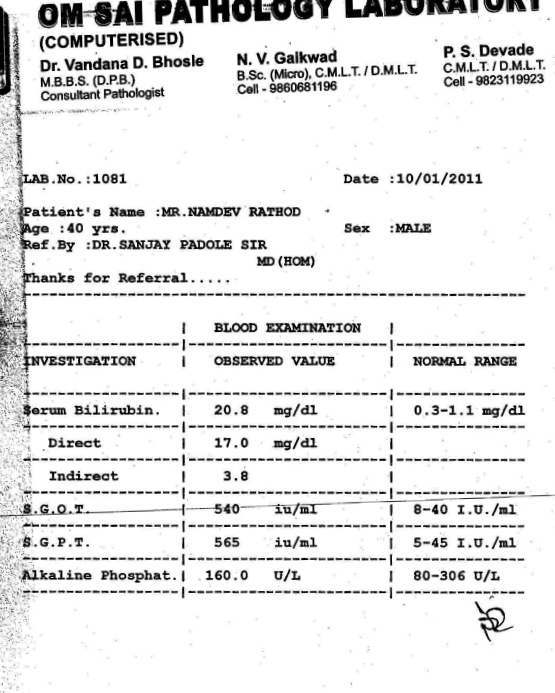 OM SAI PATHOLOGY LABORATORY
(COMPUTERISED)
Dr. Vandana D. Bhosle
M.B.B.S. (D.P.B.)
Consultant Pathologist
N. V. Gaikwad
B.Sc. (Micro), C.M.L.T. / D.M.L.T.
Cell - 9860681196
P. S. Devade
C.M.L.T. / D.M.L.T.
Cell - 9823119923
LAB.No.:1081 Date :10/01/2011
Patient's Name :MR.NAMDEV RATHOD
Age :40 yrs. Sex :MALE
Ref.By :DR.SANJAY PADOLE SIR
MD(HOM)
Thanks for Referral.....
BLOOD EXAMINATION
INVESTIGATION OBSERVED VALUE NORMAL RANGE
Serum Bilirubin. 20.8 mg/dl 0.3-1.1 mg/dl
Direct 17.0 mg/dl
Indirect 3.8
S.G.O.T. 540 iu/ml 8-40 I.U./ml
S.G.P.T. 565 iu/ml 5-45 I.U./ml
Alkaline Phosphat. 160.0 U/L 80-306 U/L